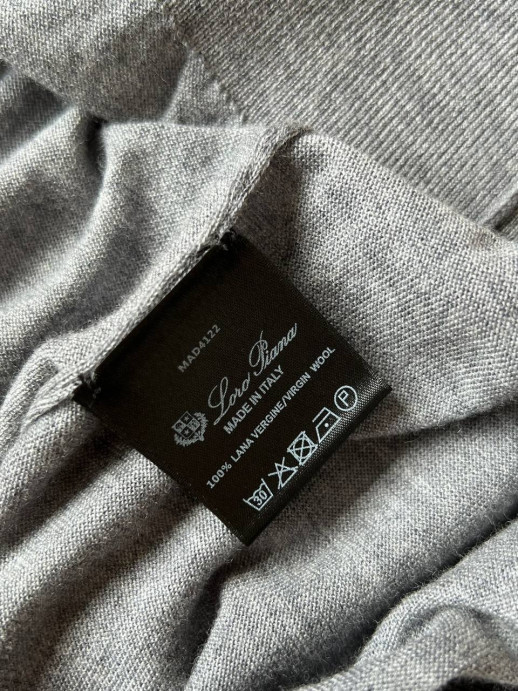 MAD4122
Loro Piana
MADE IN ITALY
100% LANA VERGINE/VIRGIN WOOL
30 P